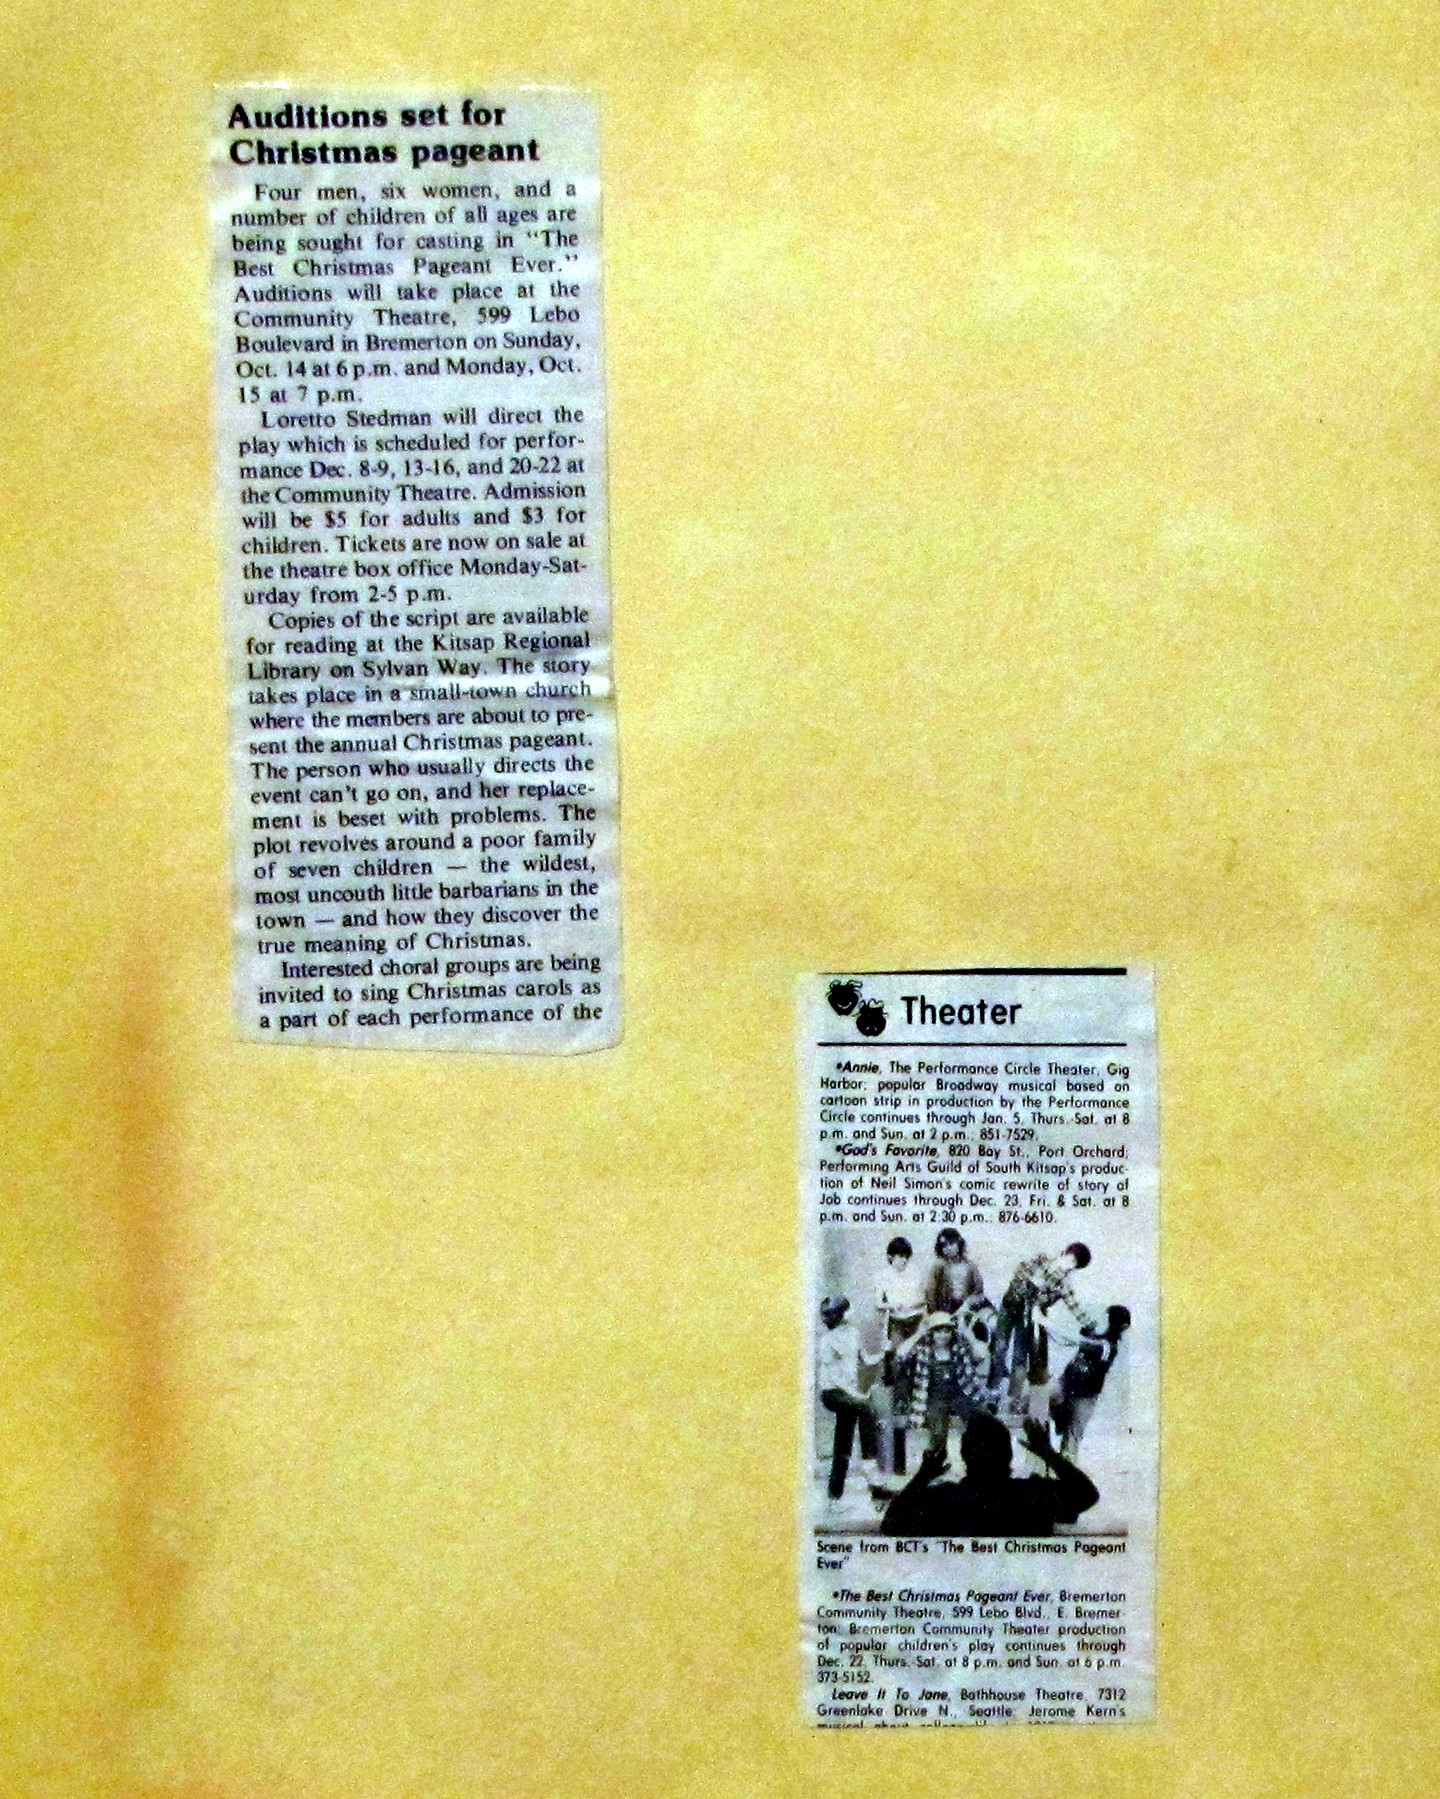 Auditions set for
Christmas pageant
Four men, six women, and a
number of children of all ages are
being sought for casting in "The
Best Christmas Pageant Ever."
Auditions will take place at the
Community Theatre, 599 Lebo
Boulevard in Bremerton on Sunday,
Oct. 14 at 6 p.m. and Monday, Oct.
15 at 7 p.m.
Loretto Stedman will direct the
play which is scheduled for perfor-
mance Dec. 8-9, 13-16, and 20-22 at
the Community Theatre. Admission
will be $5 for adults and $3 for
children. Tickets are now on sale at
the theatre box office Monday-Sat-
urday from 2-5 p.m.
Copies of the script are available
for reading at the Kitsap Regional
Library on Sylvan Way. The story
takes place in a small-town church
where the members are about to pre-
sent the annual Christmas pageant.
The person who usually directs the
event can't go on, and her replace-
ment is beset with problems. The
plot revolves around a poor family
of seven children — the wildest,
most uncouth little barbarians in the
town — and how they discover the
true meaning of Christmas.
Interested choral groups are being
invited to sing Christmas carols as
a part of each performance of the
Theater
•Annie, The Performance Circle Theater, Gig
Harbor; popular Broadway musical based on
cartoon strip in production by the Performance
Circle continues through Jan. 5, Thurs.-Sat. at 8
p.m. and Sun. at 2 p.m.; 851-7529.
•God's Favorite, 820 Bay St., Port Orchard;
Performing Arts Guild of South Kitsap's produc-
tion of Neil Simon's comic rewrite of story of
Job continues through Dec. 23, Fri. & Sat. at 8
p.m. and Sun. at 2:30 p.m.; 876-6610.
Scene from BCT's "The Best Christmas Pageant
Ever"
•The Best Christmas Pageant Ever, Bremerton
Community Theatre, 599 Lebo Blvd., E. Bremer-
ton; Bremerton Community Theater production
of popular children's play continues through
Dec. 22, Thurs.-Sat. at 8 p.m. and Sun. at 6 p.m.
373-5152.
Leave It To Jane, Bathhouse Theatre, 7312
Greenlake Drive N., Seattle; Jerome Kern's